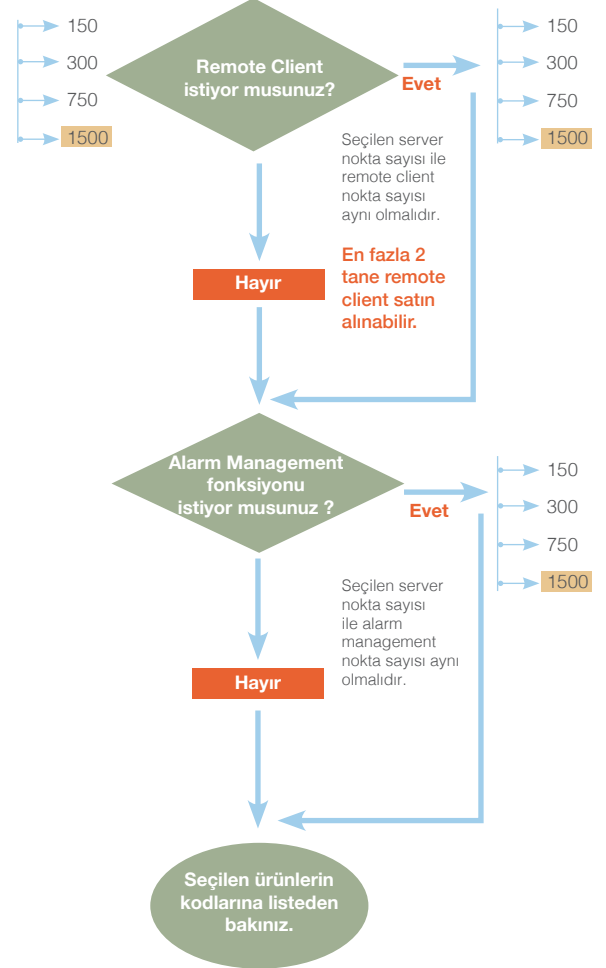 150
300
750
1500
Remote Client
istiyor musunuz?
Evet
150
300
750
1500
Seçilen server
nokta sayısı ile
remote client
nokta sayısı
aynı olmalıdır.
En fazla 2
tane remote
client satın
alınabilir.
Hayır
Alarm Management
fonksiyonu
istiyor musunuz ?
Evet
150
300
750
1500
Seçilen server
nokta sayısı
ile alarm
management
nokta sayısı aynı
olmalıdır.
Hayır
Seçilen ürünlerin
kodlarına listeden
bakınız.